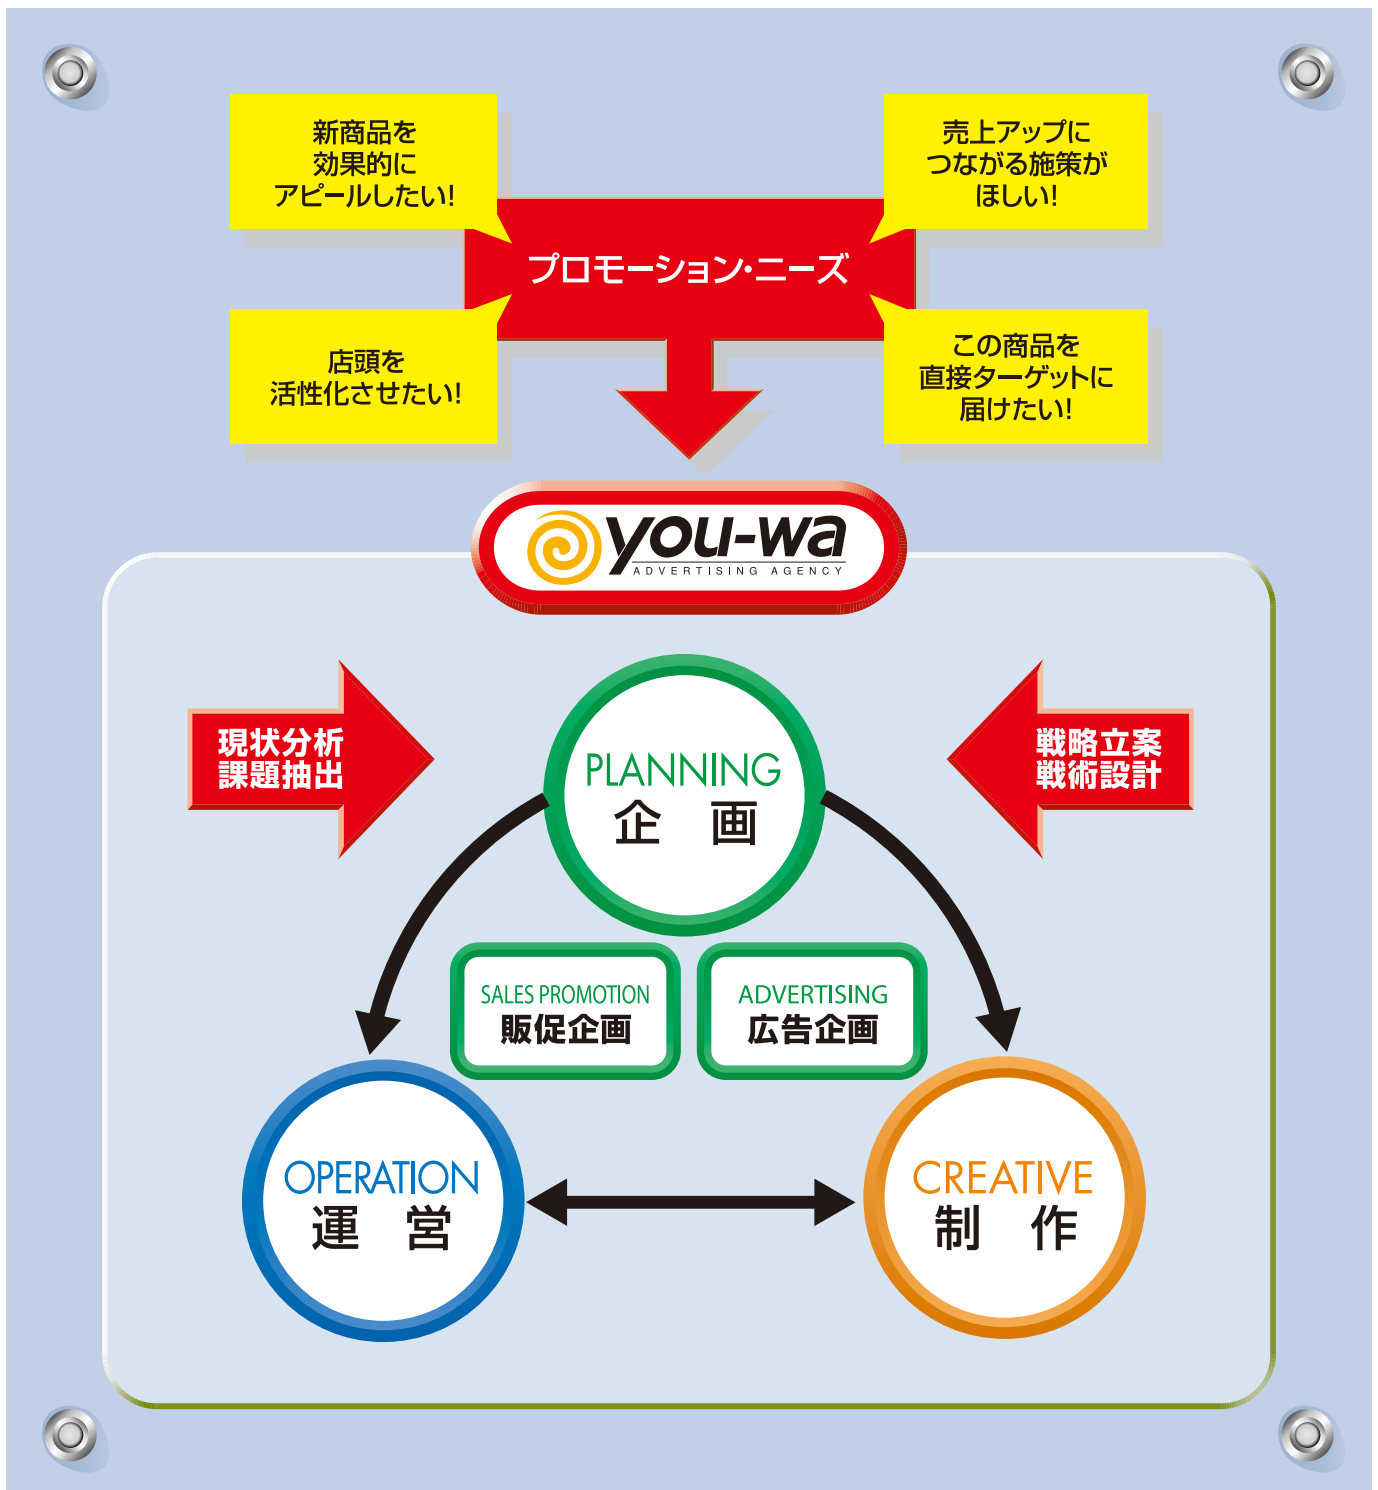 新商品を
効果的に
アピールしたい!
売上アップに
つながる施策が
ほしい!
プロモーション・ニーズ
店頭を
活性化させたい!
この商品を
直接ターゲットに
届けたい!
you-wa
ADVERTISING AGENCY
現状分析
課題抽出
戦略立案
戦術設計
PLANNING
企 画
SALES PROMOTION
販促企画
ADVERTISING
広告企画
OPERATION
運 営
CREATIVE
制 作